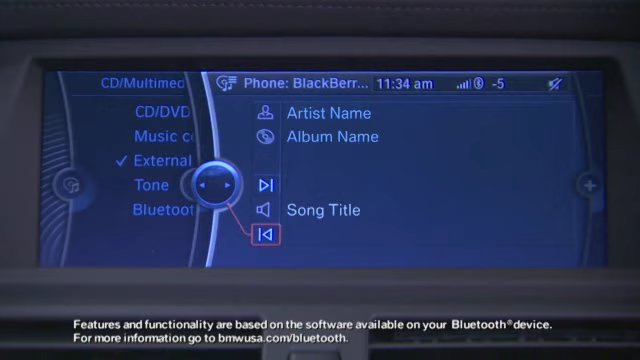 CD/Multimed
Phone: BlackBerr... 11:34 am -5
CD/DVD
Artist Name
Music c
Album Name
External
Tone
Bluetoot
Song Title
Features and functionality are based on the software available on your Bluetooth® device.
For more information go to bmwusa.com/bluetooth.